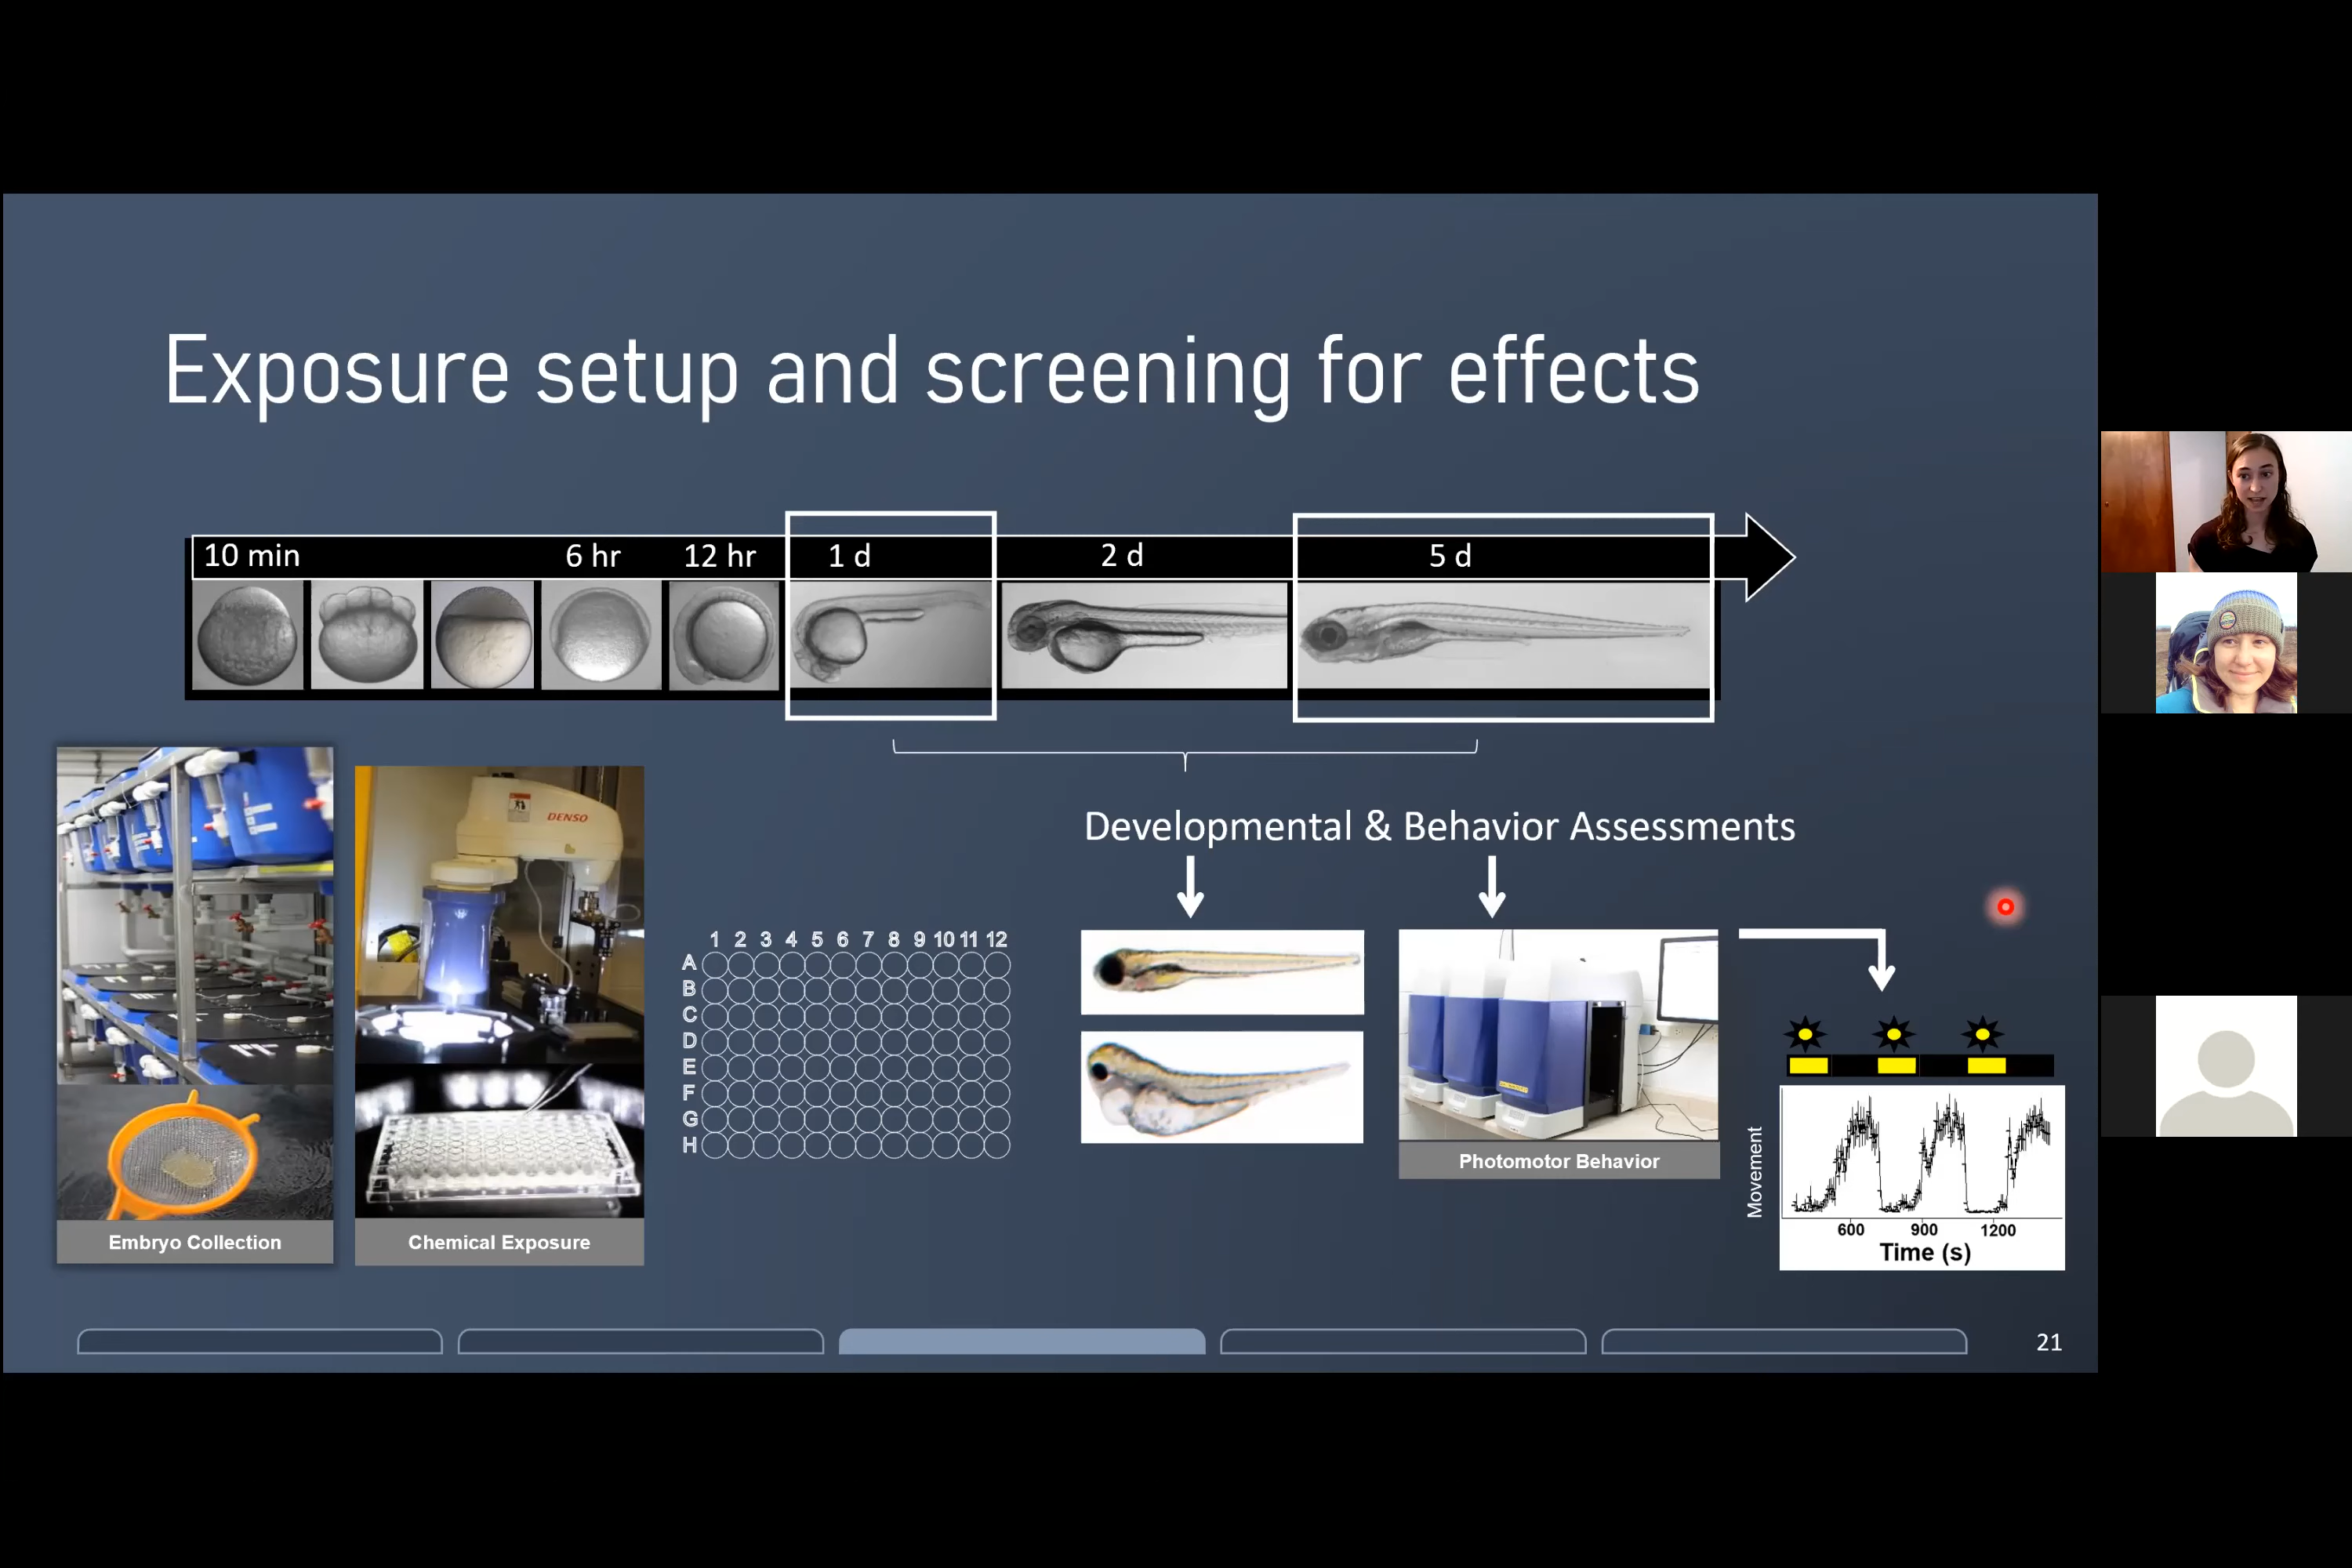 Exposure setup and screening for effects
10 min 6 hr 12 hr 1 d 2 d 5 d
Developmental & Behavior Assessments
DENSO
1 2 3 4 5 6 7 8 9 10 11 12
A
B
C
D
E
F
G
H
Embryo Collection
Chemical Exposure
Photomotor Behavior
Movement
600 900 1200
Time (s)
21